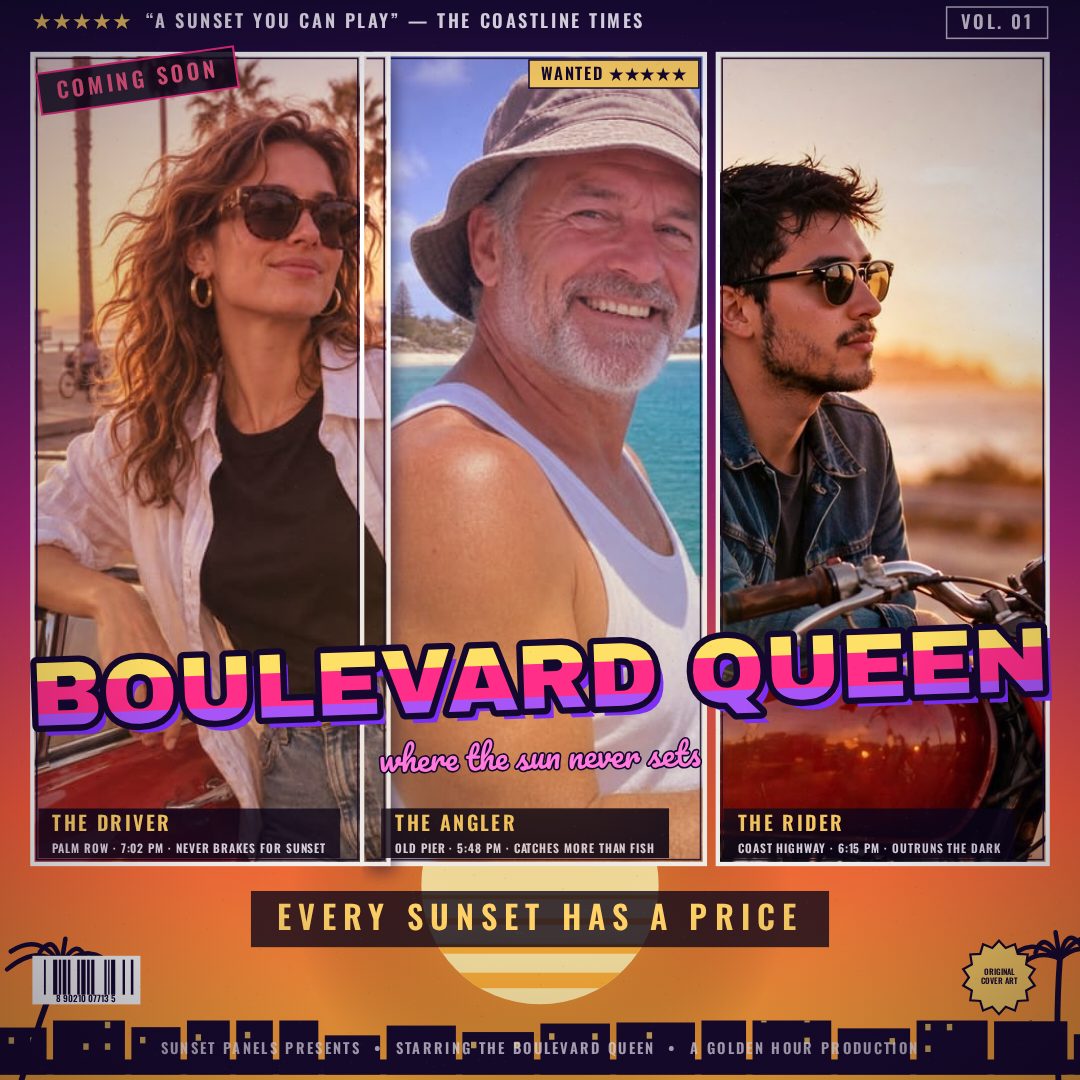 ★★★★★ “A SUNSET YOU CAN PLAY” — THE COASTLINE TIMES
VOL. 01
COMING SOON
WANTED ★★★★★
BOULEVARD QUEEN
where the sun never sets
THE DRIVER
PALM ROW · 7:02 PM · NEVER BRAKES FOR SUNSET
THE ANGLER
OLD PIER · 5:48 PM · CATCHES MORE THAN FISH
THE RIDER
COAST HIGHWAY · 6:15 PM · OUTRUNS THE DARK
EVERY SUNSET HAS A PRICE
8 90210 07713 5
ORIGINAL
COVER ART
SUNSET PANELS PRESENTS • STARRING THE BOULEVARD QUEEN • A GOLDEN HOUR PRODUCTION